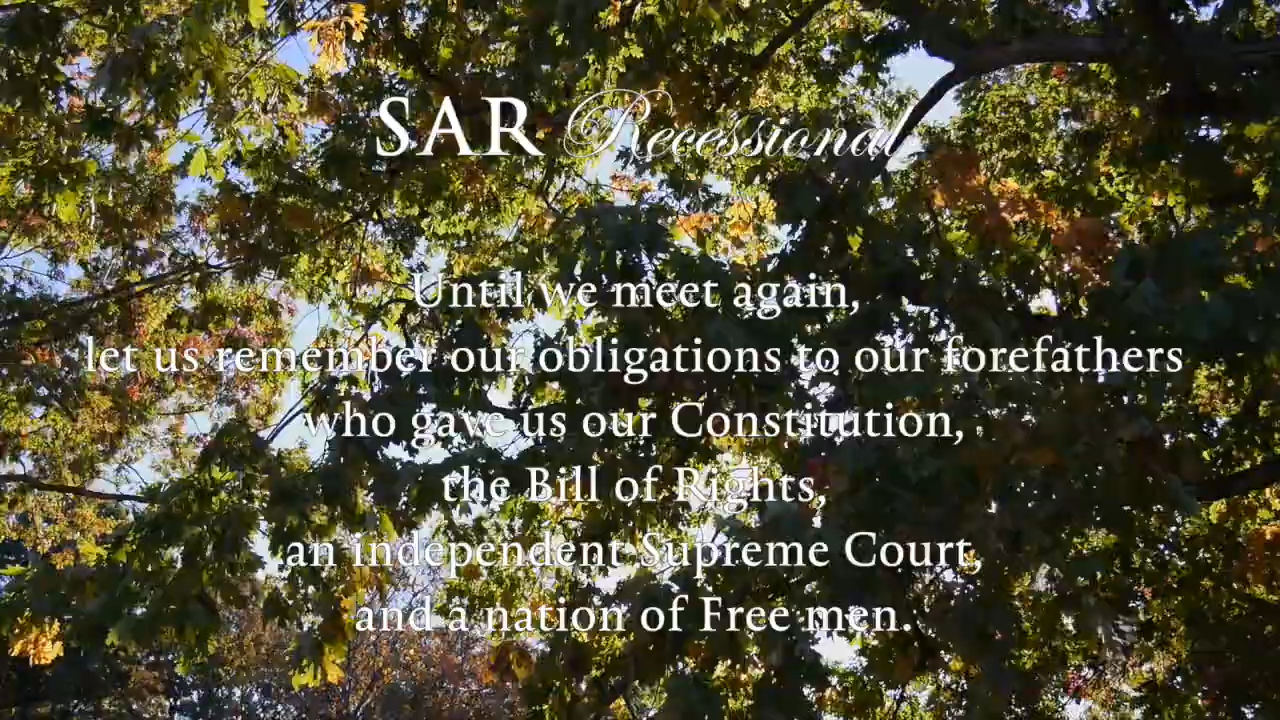 SAR Recessional
Until we meet again,
let us remember our obligations to our forefathers
who gave us our Constitution,
the Bill of Rights,
an independent Supreme Court,
and a nation of Free men.